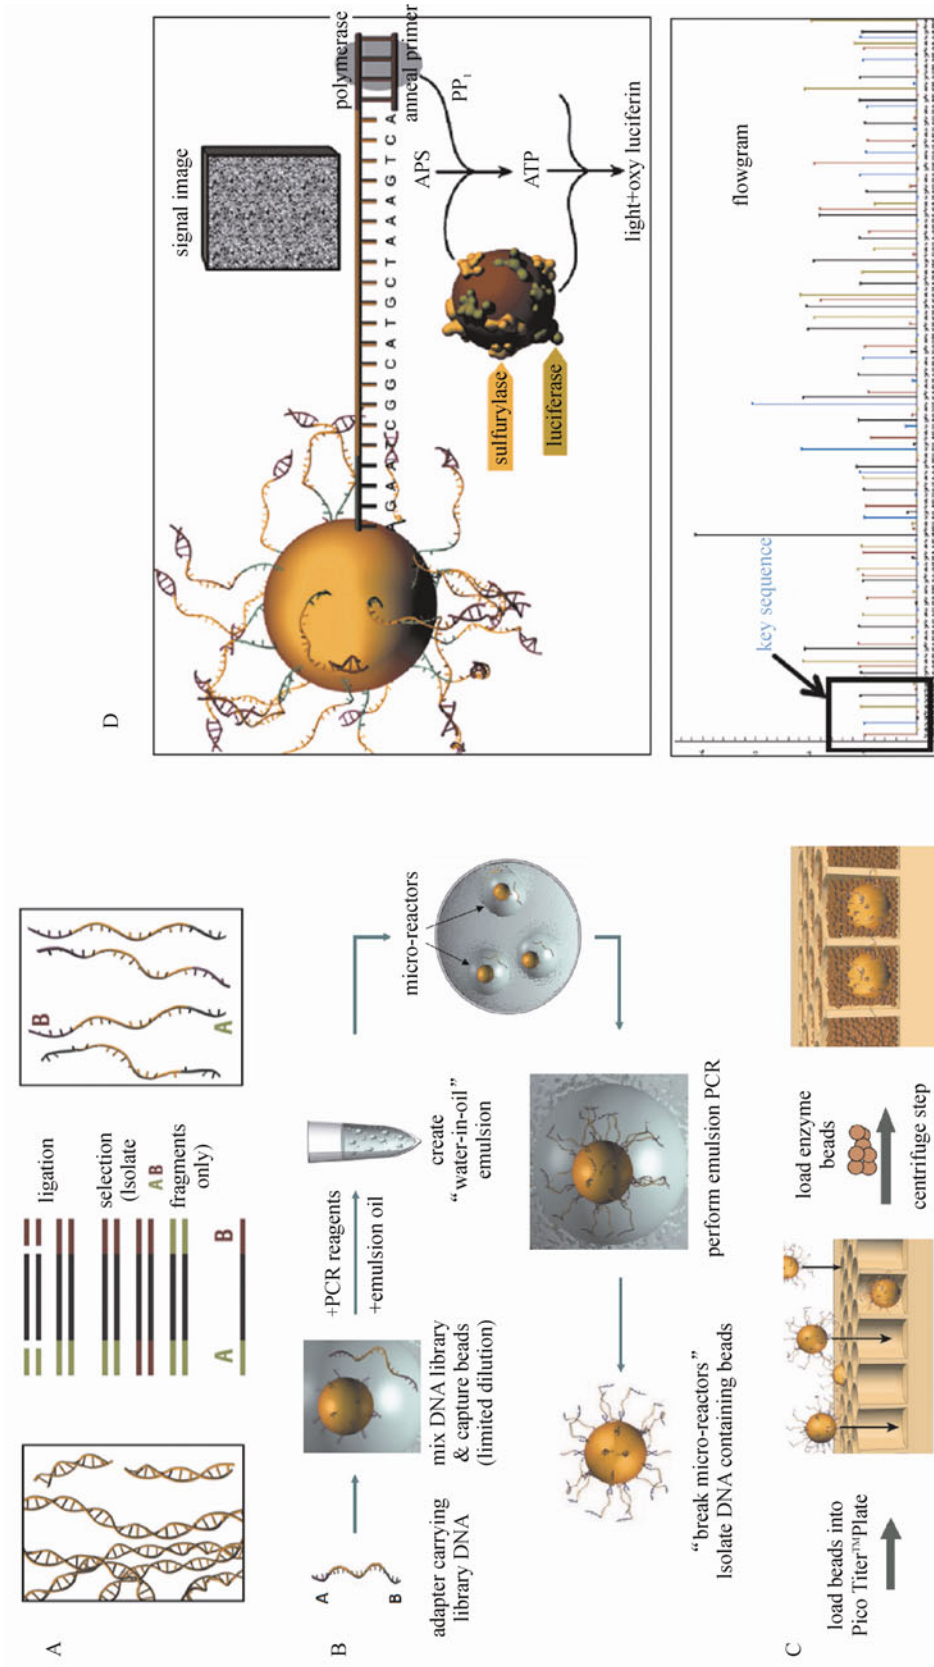 A
ligation
selection
(Isolate
A B
fragments
only)
A
B
B
A
B
A
B
adapter carrying
library DNA
mix DNA library
& capture beads
(limited dilution)
+PCR reagents
+emulsion oil
create
“water-in-oil”
emulsion
micro-reactors
perform emulsion PCR
“break micro-reactors”
Isolate DNA containing beads
C
load beads into
Pico Titer™Plate
load enzyme
beads
centrifuge step
D
signal image
polymerase
anneal primer
A G A A T C G G C A T G C T A A A G T C A
PP1
APS
ATP
light+oxy luciferin
sulfurylase
luciferase
flowgram
key sequence